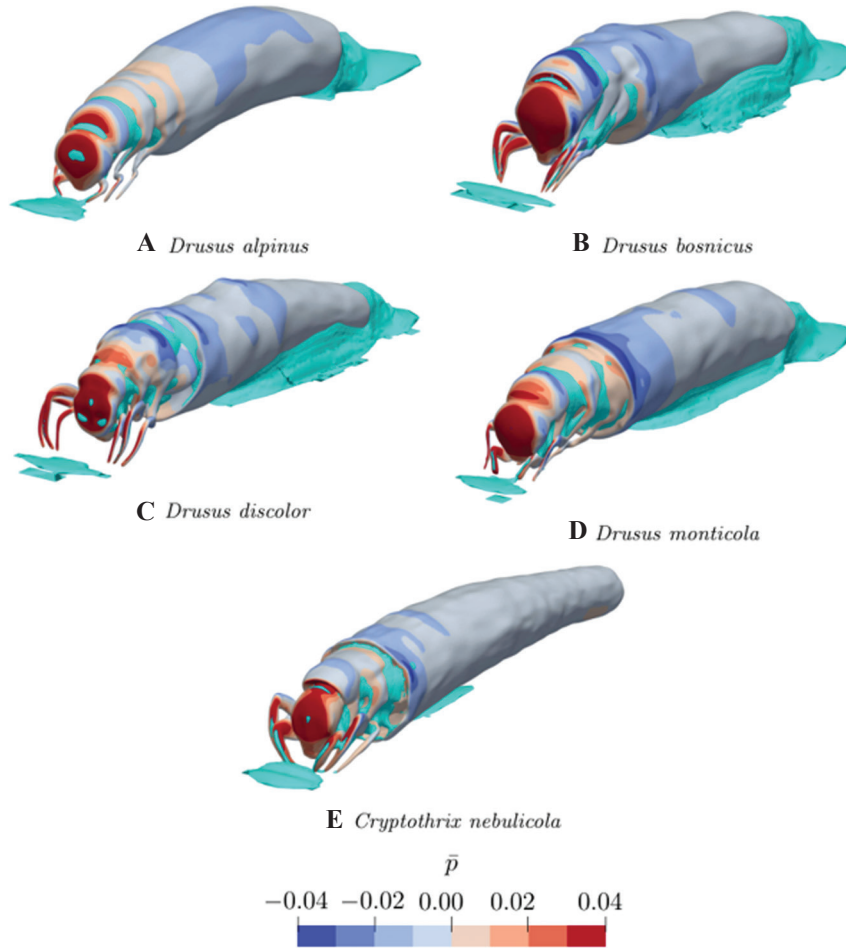 A Drusus alpinus
B Drusus bosnicus
C Drusus discolor
D Drusus monticola
E Cryptothrix nebulicola
p̄
−0.04 −0.02 0.00 0.02 0.04